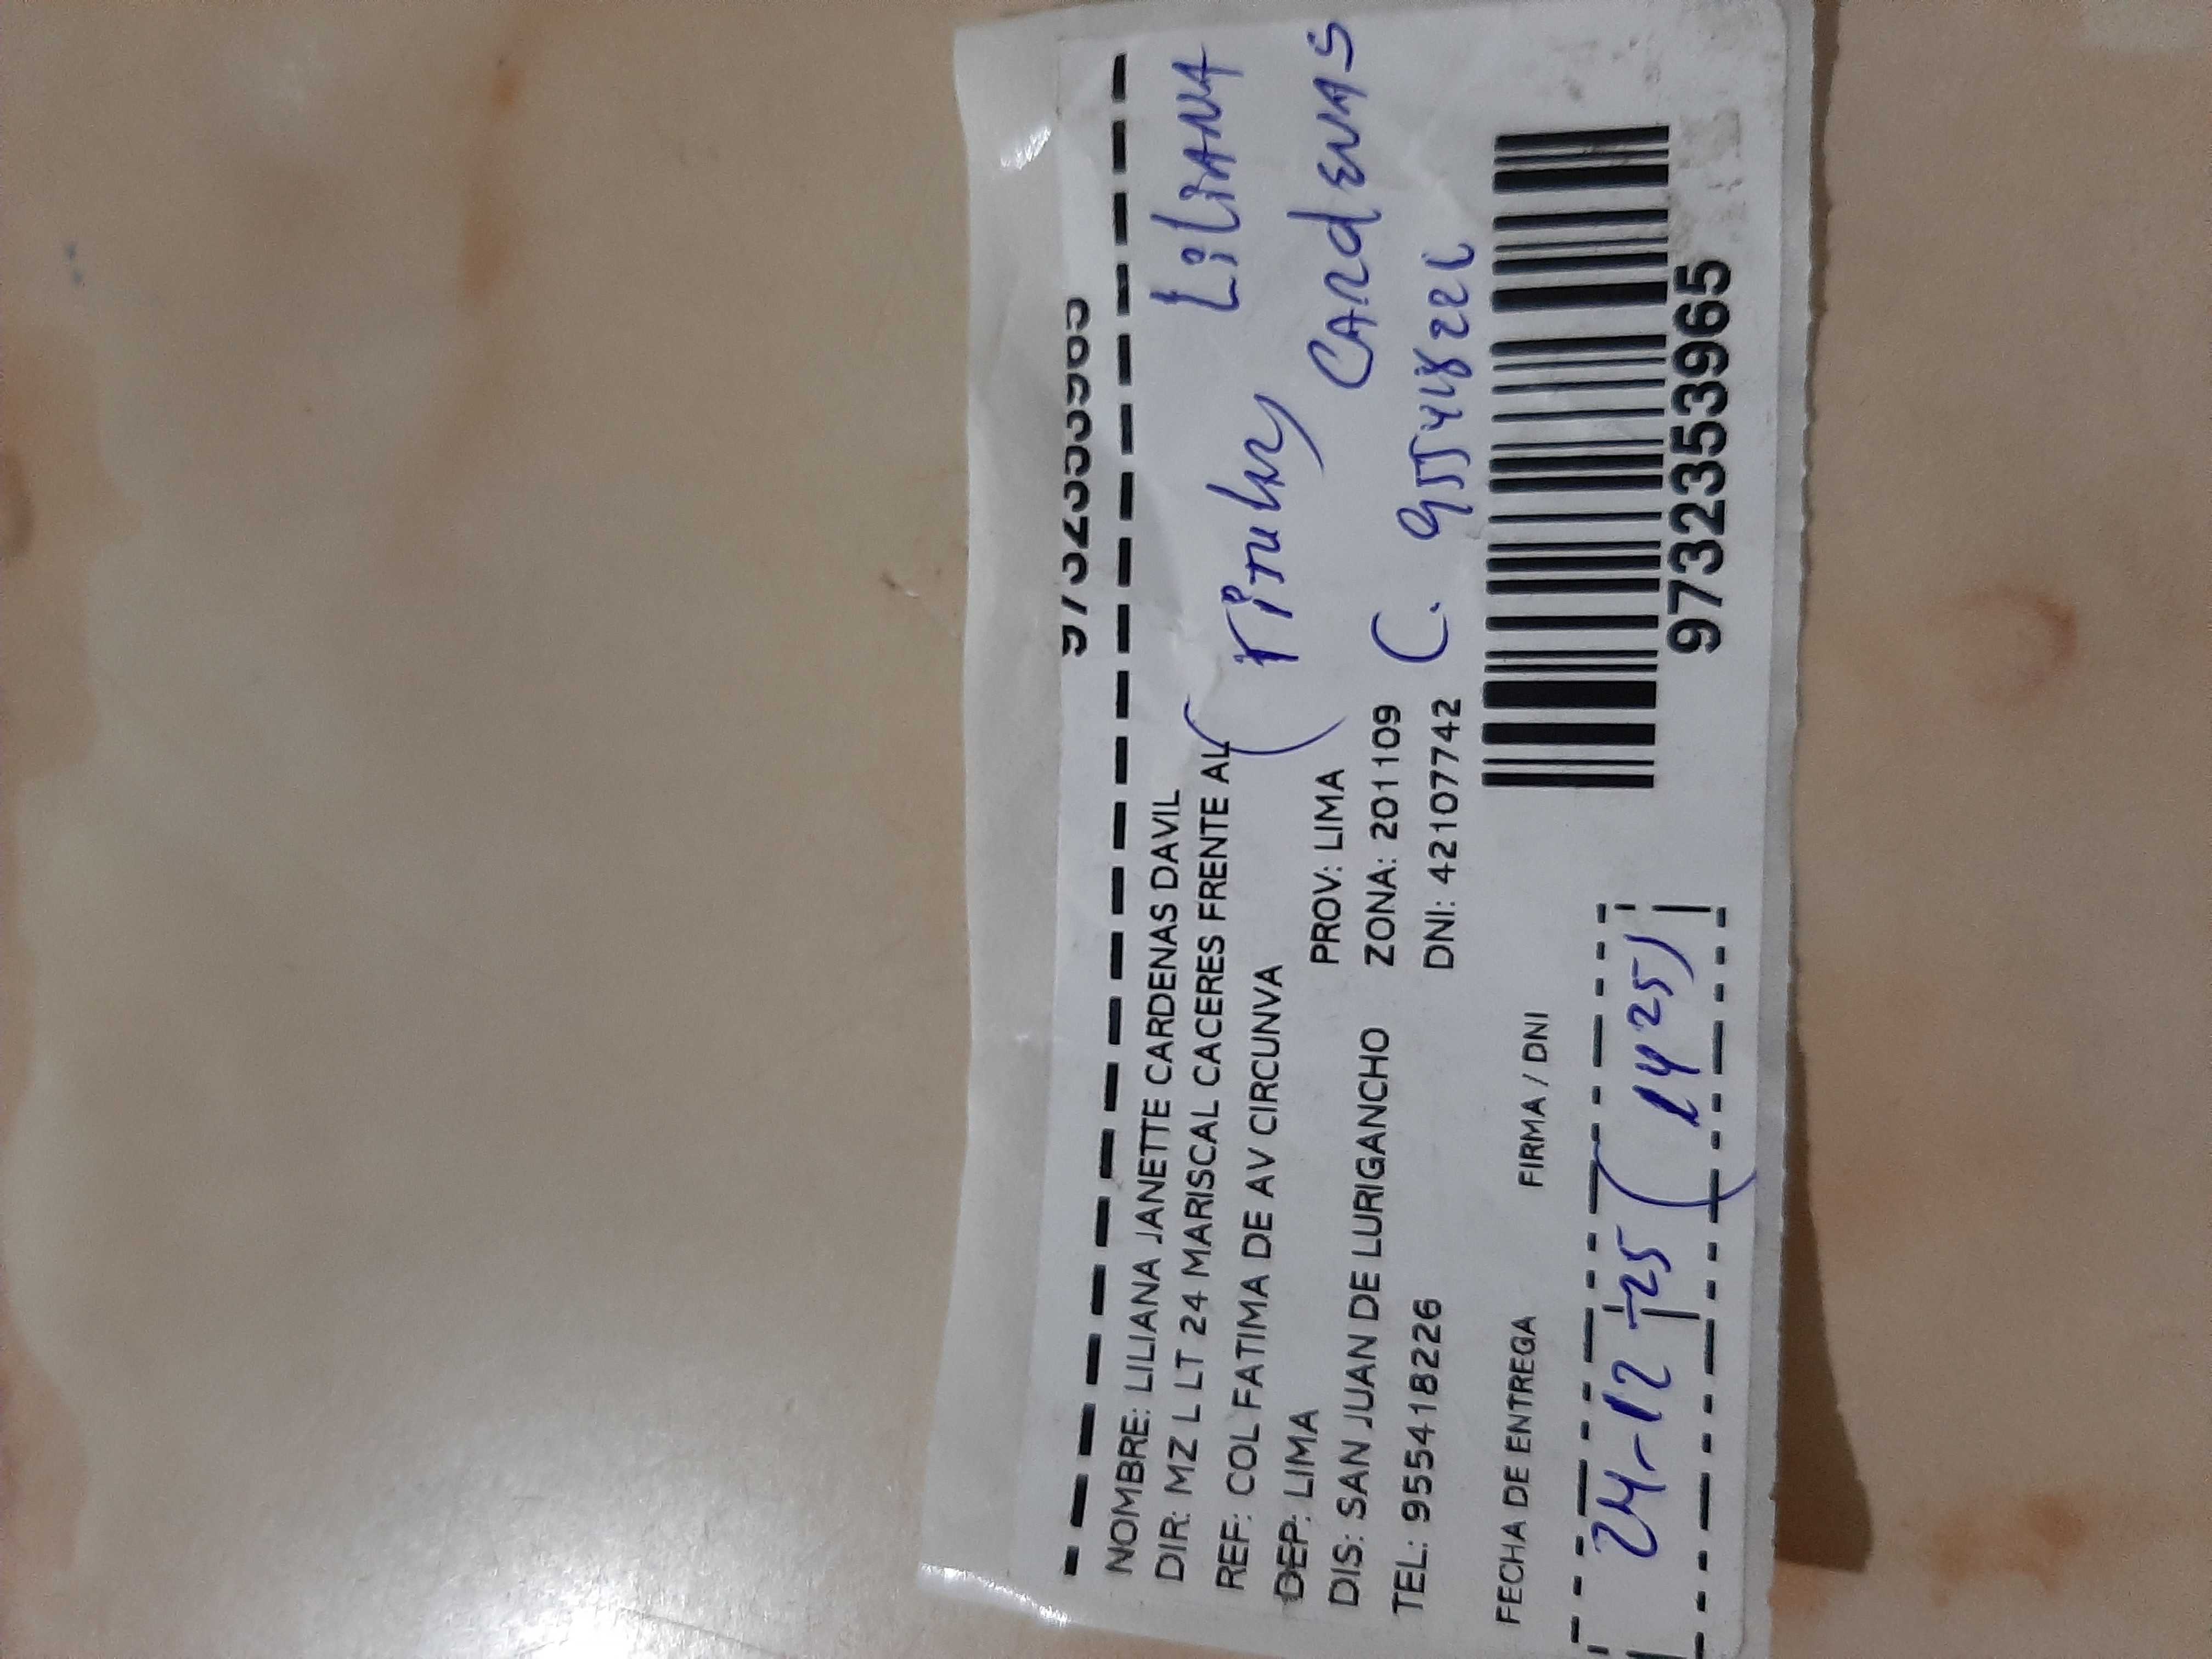 NOMBRE: LILIANA JANETTE CARDENAS DAVIL
DIR: MZ L LT 24 MARISCAL CACERES FRENTE AL
REF: COL FATIMA DE AV CIRCUNVA
DEP: LIMA PROV: LIMA
DIS: SAN JUAN DE LURIGANCHO ZONA: 201109
TEL: 955418226 DNI: 42107742
LiliANA
(Titular)
CARdENAS
C. 955418226
FECHA DE ENTREGA FIRMA / DNI
24-12-25 (1425)
9732353965